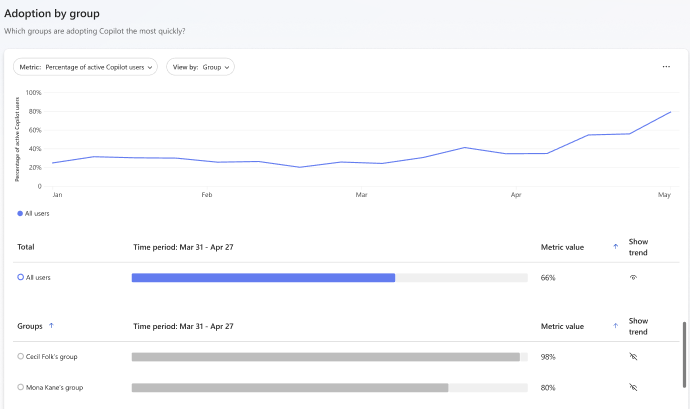 Adoption by group
Which groups are adopting Copilot the most quickly?
Metric: Percentage of active Copilot users
View by: Group
Percentage of active Copilot users
100%
80%
60%
40%
20%
0
Jan Feb Mar Apr May
All users
Total Time period: Mar 31 - Apr 27 Metric value ↑ Show trend
All users 66%
Groups ↑ Time period: Mar 31 - Apr 27 Metric value ↑ Show trend
Cecil Folk's group 98%
Mona Kane's group 80%